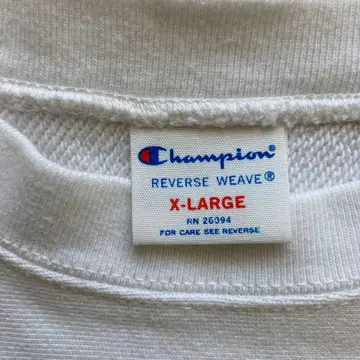 Champion®
REVERSE WEAVE®
X-LARGE
RN 26094
FOR CARE SEE REVERSE